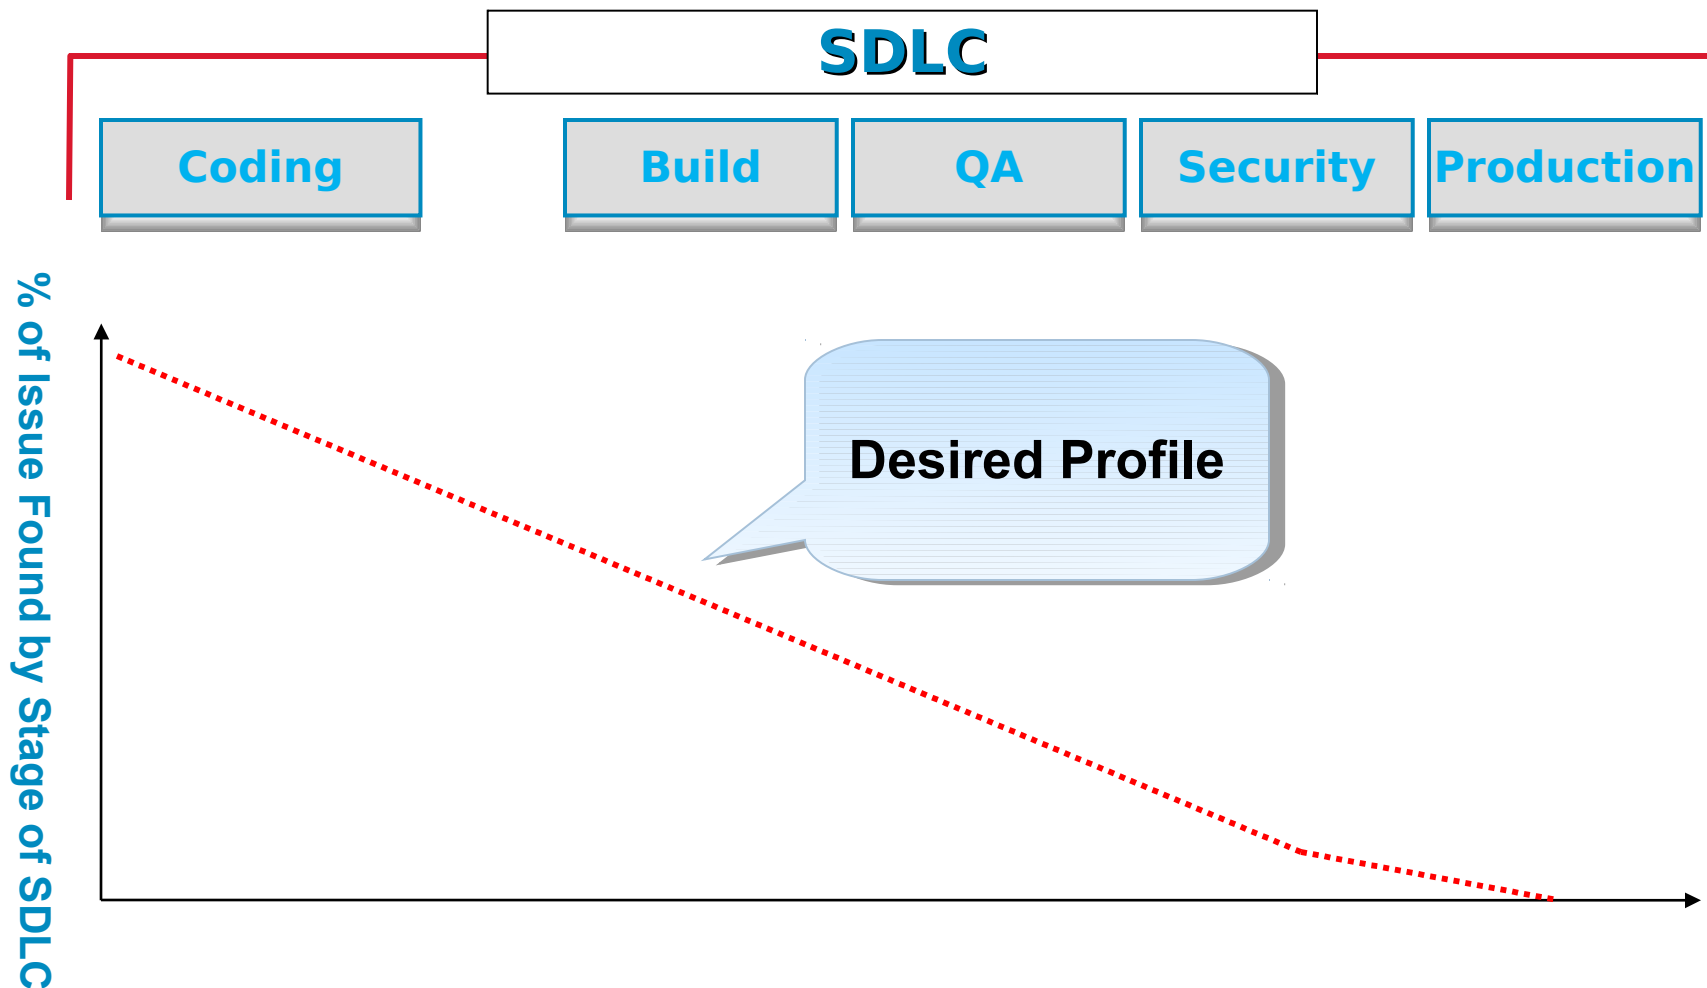 SDLC
Coding
Build
QA
Security
Production
% of Issue Found by Stage of SDLC
Desired Profile